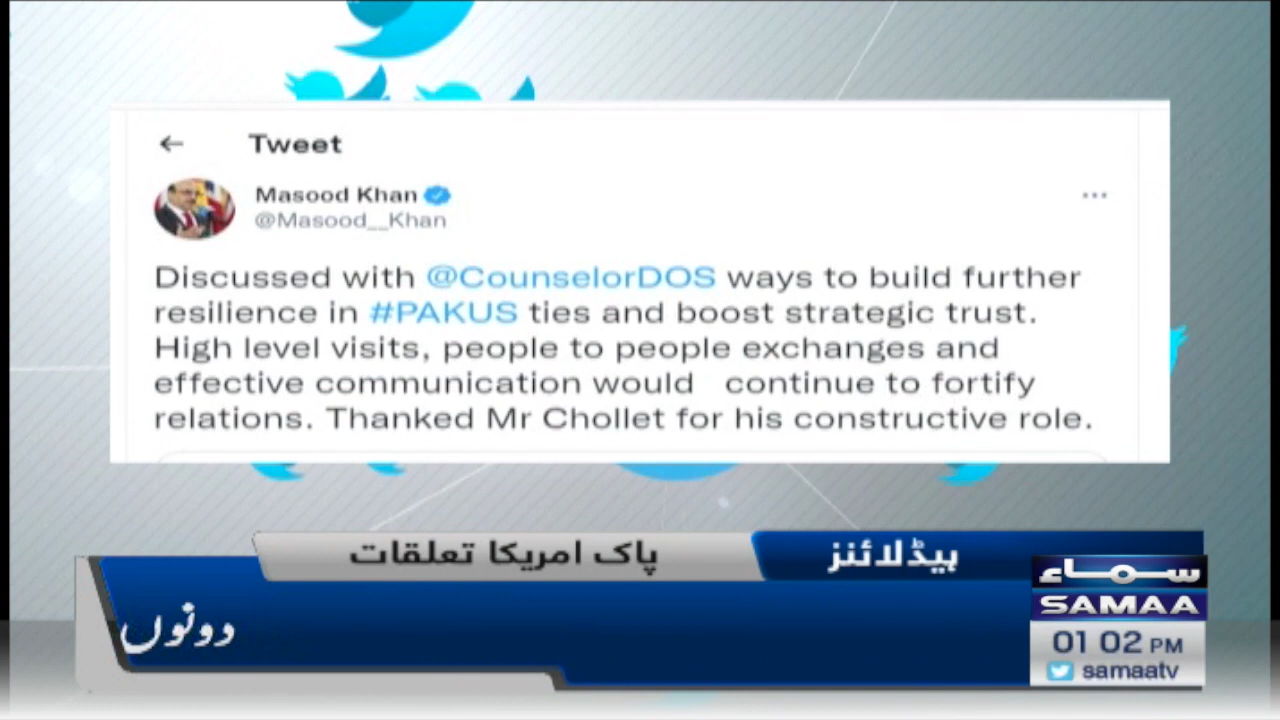 Tweet
Masood Khan
@Masood__Khan
Discussed with @CounselorDOS ways to build further
resilience in #PAKUS ties and boost strategic trust.
High level visits, people to people exchanges and
effective communication would continue to fortify
relations. Thanked Mr Chollet for his constructive role.
ہیڈلائنز
پاک امریکا تعلقات
دونوں
سماء
SAMAA
01 02 PM
samaatv